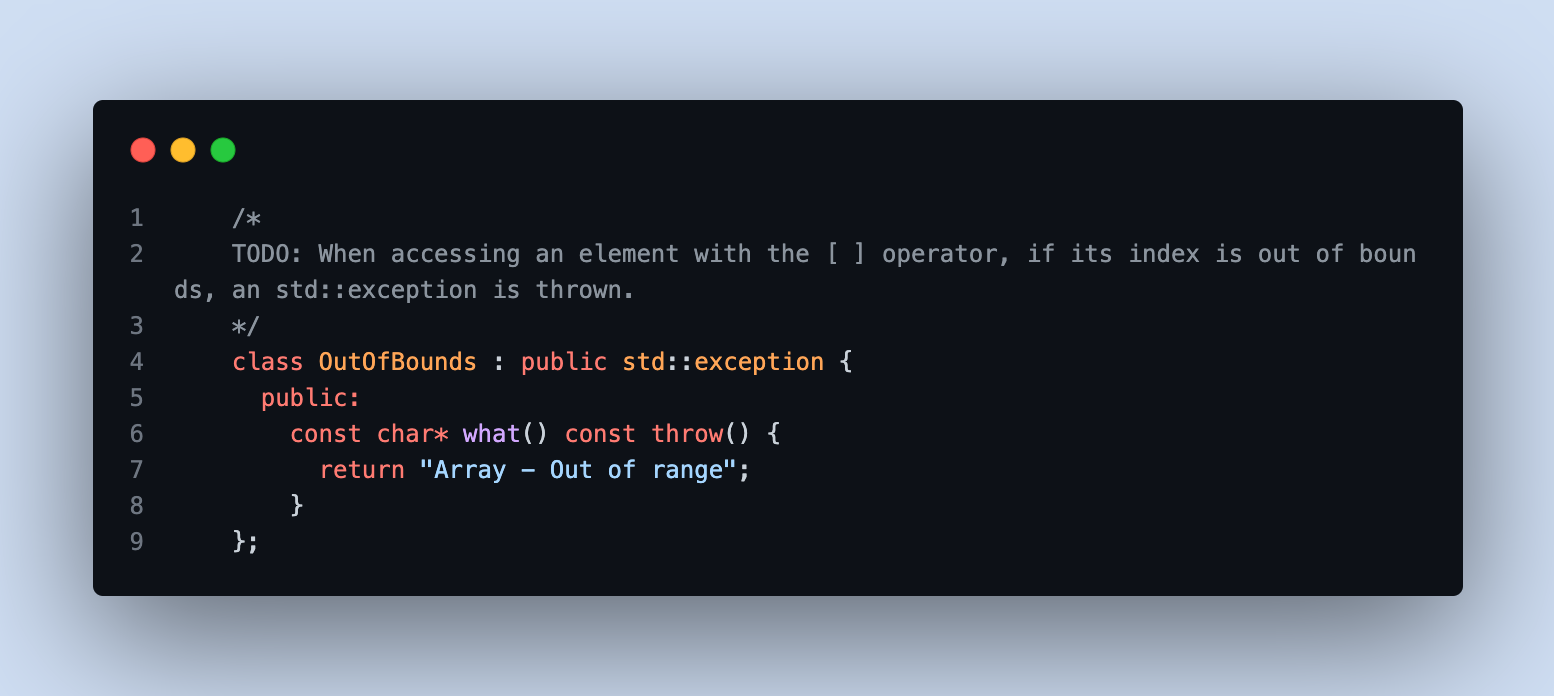 1 /*
2 TODO: When accessing an element with the [ ] operator, if its index is out of boun
ds, an std::exception is thrown.
3 */
4 class OutOfBounds : public std::exception {
5 public:
6 const char* what() const throw() {
7 return "Array - Out of range";
8 }
9 };